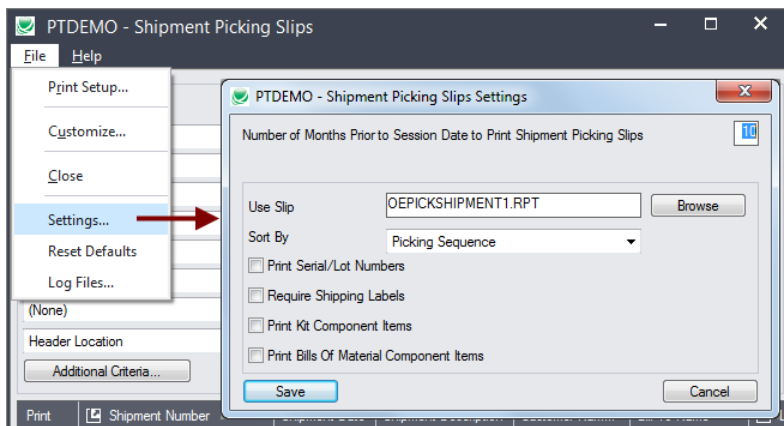 PTDEMO - Shipment Picking Slips
File Help
Print Setup...
Customize...
Close
Settings...
Reset Defaults
Log Files...
(None)
Header Location
Additional Criteria...
Print Shipment Number
PTDEMO - Shipment Picking Slips Settings
X
Number of Months Prior to Session Date to Print Shipment Picking Slips 10
Use Slip OEPICKSHIPMENT1.RPT Browse
Sort By Picking Sequence
Print Serial/Lot Numbers
Require Shipping Labels
Print Kit Component Items
Print Bills Of Material Component Items
Save Cancel